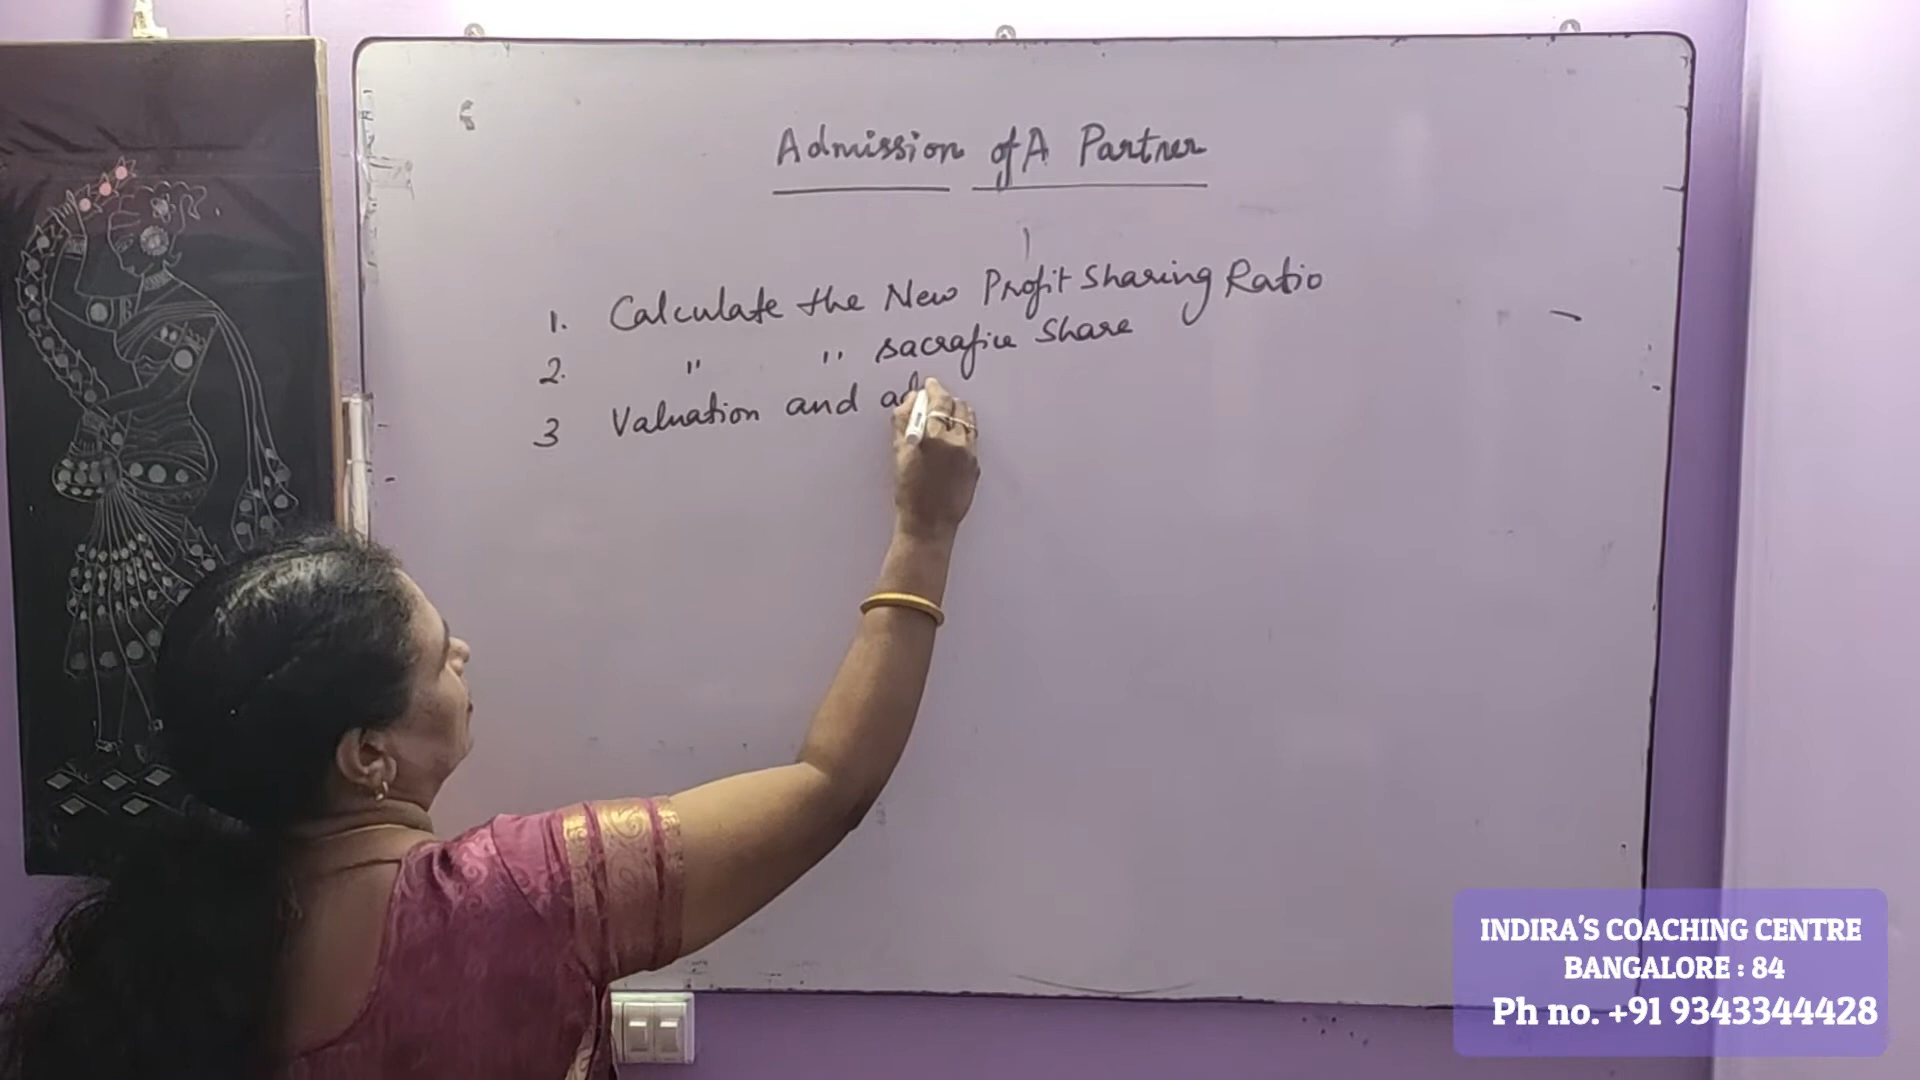 Admission of A Partner
1. Calculate the New Profit Sharing Ratio
2. " " sacrafice share
3 Valuation and ad
INDIRA'S COACHING CENTRE
BANGALORE : 84
Ph no. +91 9343344428